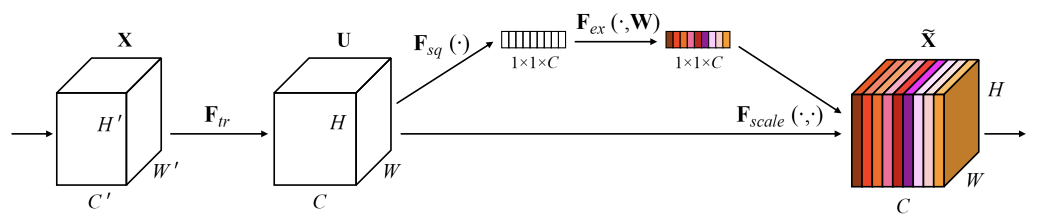 X
H′
W′
C′
F_tr
U
H
W
C
F_sq (·)
1×1×C
F_ex (·,W)
1×1×C
F_scale (·,·)
X̃
H
W
C